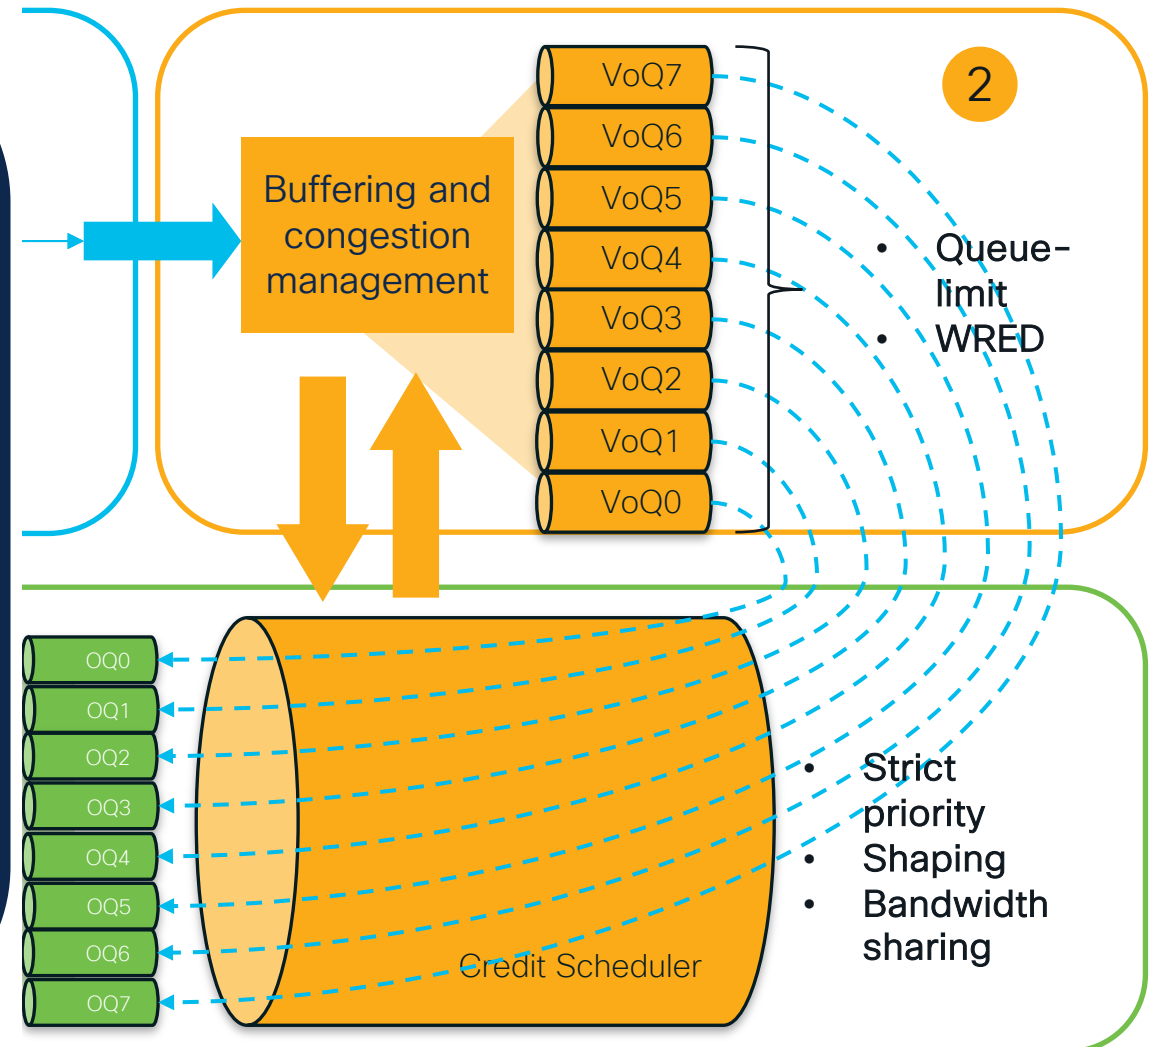 2
Buffering and
congestion
management
VoQ7
VoQ6
VoQ5
VoQ4
VoQ3
VoQ2
VoQ1
VoQ0
• Queue-
limit
• WRED
OQ0
OQ1
OQ2
OQ3
OQ4
OQ5
OQ6
OQ7
Credit Scheduler
• Strict
priority
• Shaping
• Bandwidth
sharing